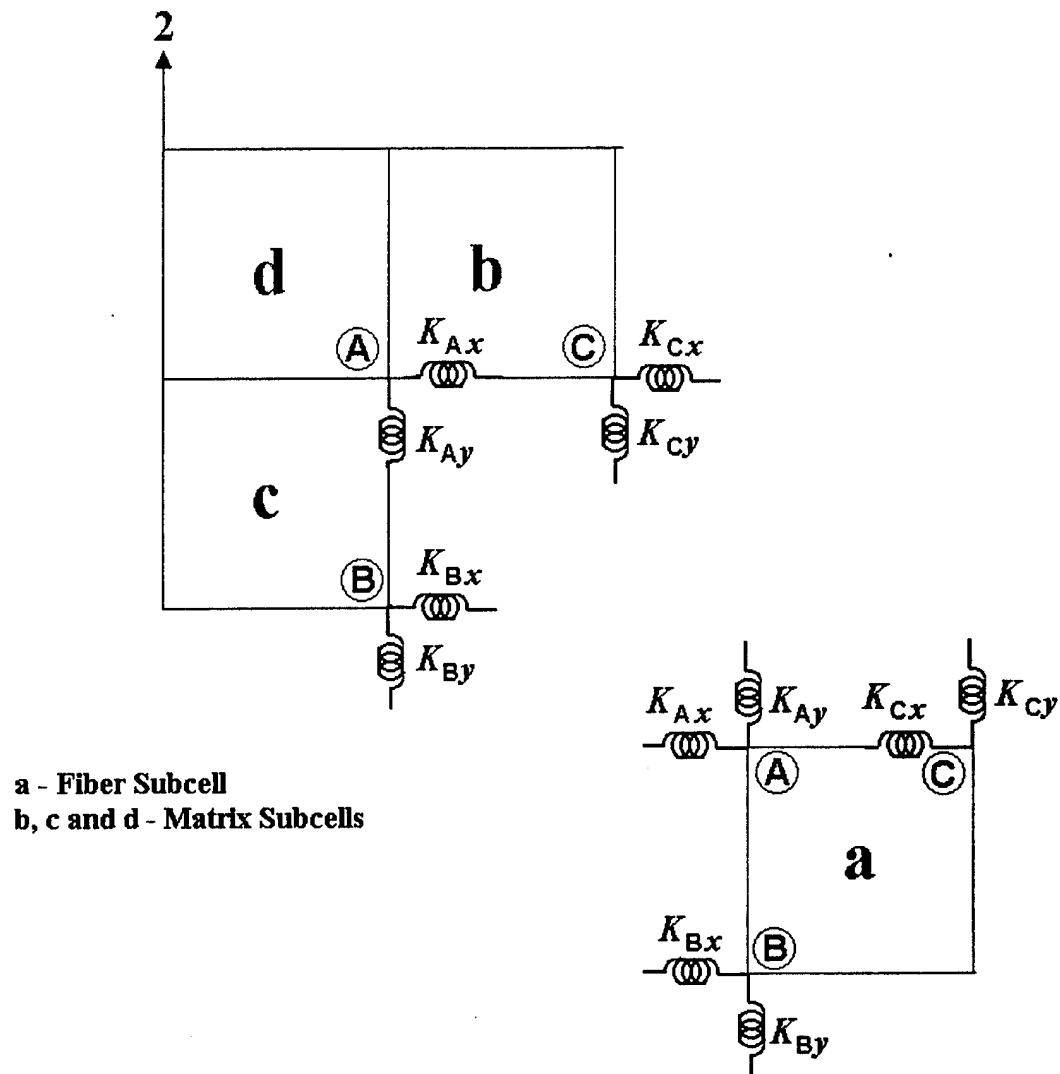 2
d
b
A
K_Ax
C
K_Cx
K_Ay
K_Cy
c
B
K_Bx
K_By
K_Ax
K_Ay
K_Cx
K_Cy
A
C
a - Fiber Subcell
b, c and d - Matrix Subcells
a
K_Bx
B
K_By